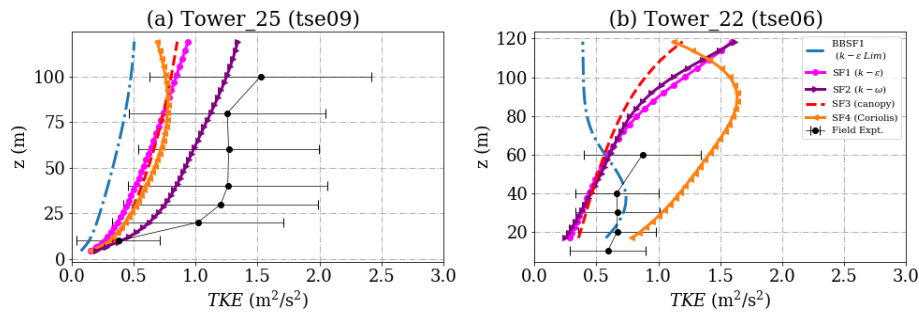 (a) Tower_25 (tse09)
(b) Tower_22 (tse06)
z (m)
100
75
50
25
0
0.0 0.5 1.0 1.5 2.0 2.5 3.0
TKE (m²/s²)
z (m)
120
100
80
60
40
20
0.0 0.5 1.0 1.5 2.0 2.5 3.0
TKE (m²/s²)
BBSF1
(k − ε Lim)
SF1 (k − ε)
SF2 (k − ω)
SF3 (canopy)
SF4 (Coriolis)
Field Expt.